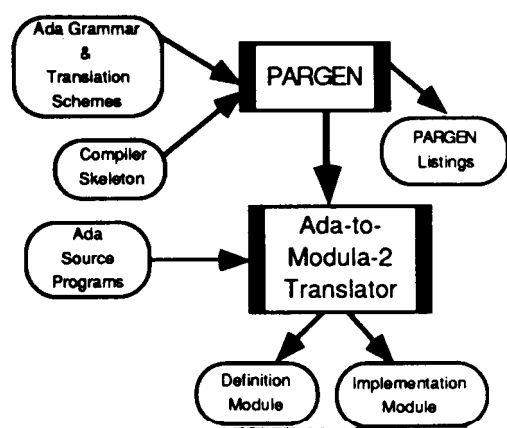 Ada Grammar
&
Translation
Schemes
PARGEN
PARGEN
Listings
Compiler
Skeleton
Ada
Source
Programs
Ada-to-
Modula-2
Translator
Definition
Module
Implementation
Module